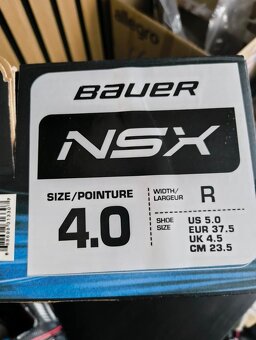 allegro
BAUER
NSX
SIZE/POINTURE
4.0
WIDTH/
LARGEUR
R
SHOE
SIZE
US 5.0
EUR 37.5
UK 4.5
CM 23.5